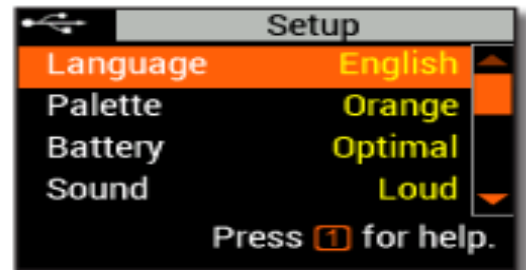 Setup
Language English
Palette Orange
Battery Optimal
Sound Loud
Press 1 for help.